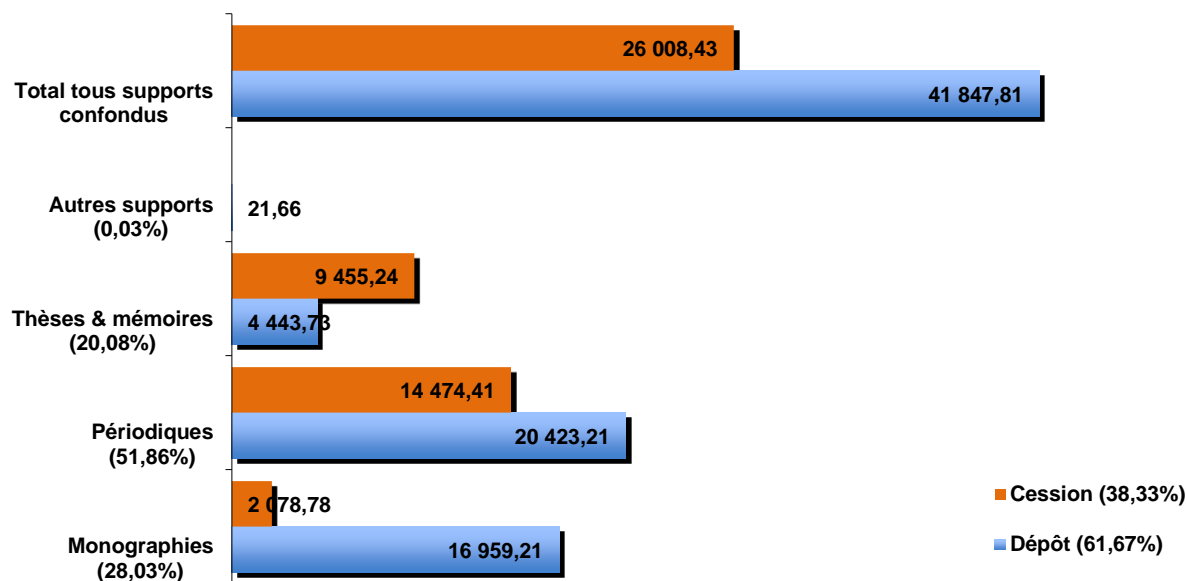 26 008,43
Total tous supports
confondus
41 847,81
Autres supports
(0,03%)
21,66
9 455,24
Thèses & mémoires
(20,08%)
4 443,73
14 474,41
Périodiques
(51,86%)
20 423,21
2 078,78
Monographies
(28,03%)
16 959,21
Cession (38,33%)
Dépôt (61,67%)